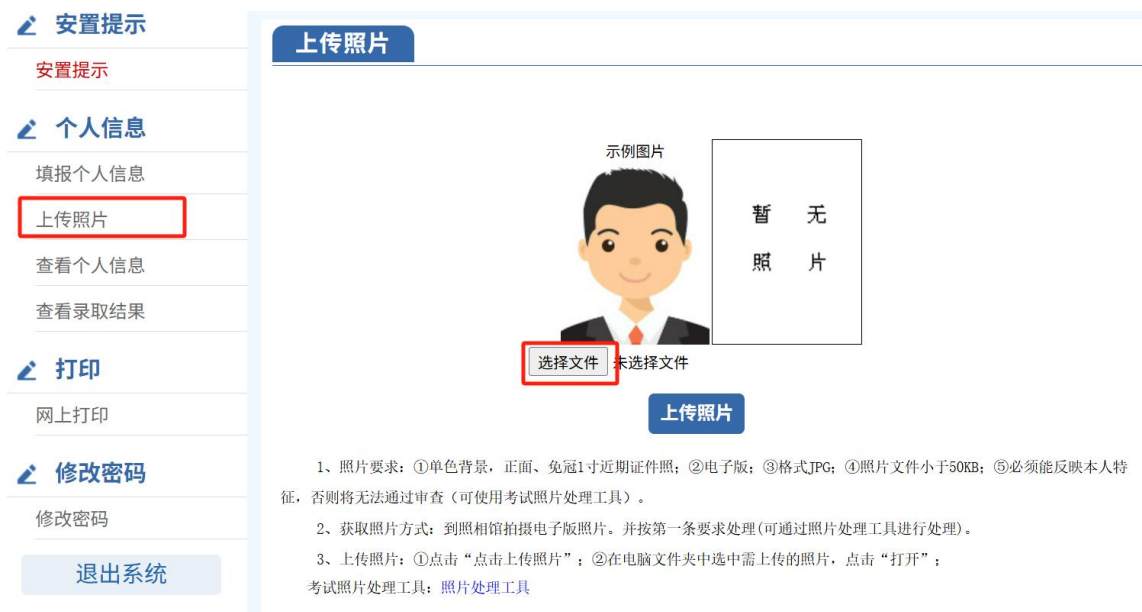 安置提示
安置提示
个人信息
填报个人信息
上传照片
查看个人信息
查看录取结果
打印
网上打印
修改密码
修改密码
退出系统
上传照片
示例图片
暂 无
照 片
选择文件 未选择文件
上传照片
1、照片要求：①单色背景，正面、免冠1寸近期证件照；②电子版；③格式JPG；④照片文件小于50KB；⑤必须能反映本人特
征，否则将无法通过审查（可使用考试照片处理工具）。
2、获取照片方式：到照相馆拍摄电子版照片。并按第一条要求处理(可通过照片处理工具进行处理)。
3、上传照片：①点击“点击上传照片”；②在电脑文件夹中选中需上传的照片，点击“打开”；
考试照片处理工具：照片处理工具